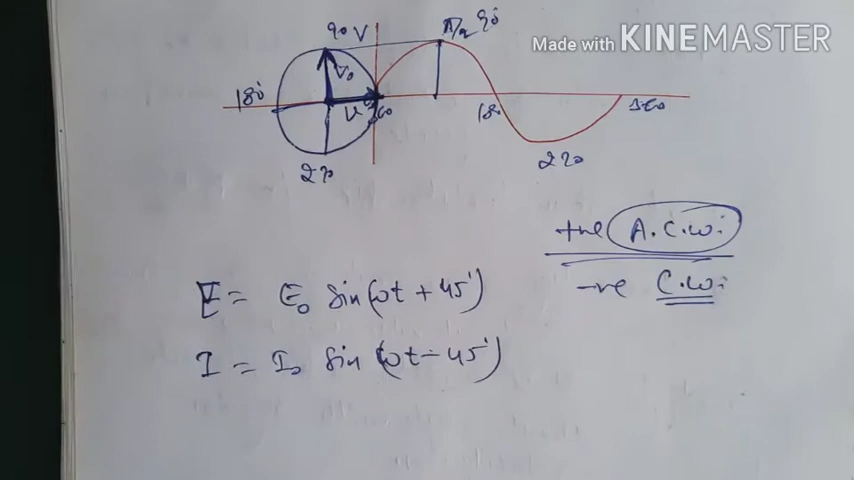 90 V
π/2 90°
Made with KINEMASTER
V₀
180°
180
360
270
270
+ve A.C.W.
-ve C.W.
E = E₀ sin(ωt + 45°)
I = I₀ sin(ωt - 45°)